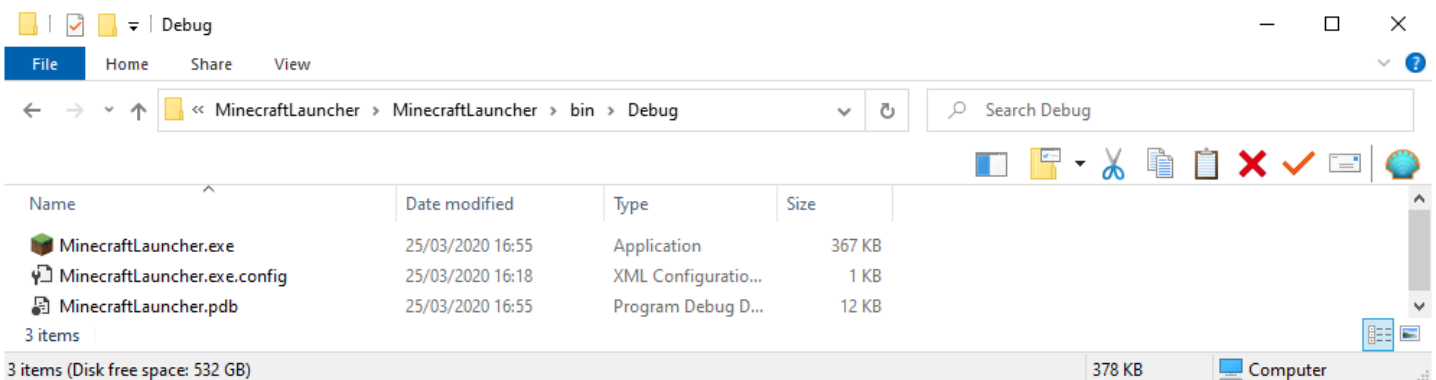 Debug
File Home Share View
« MinecraftLauncher > MinecraftLauncher > bin > Debug Search Debug
Name Date modified Type Size
MinecraftLauncher.exe 25/03/2020 16:55 Application 367 KB
MinecraftLauncher.exe.config 25/03/2020 16:18 XML Configuratio... 1 KB
MinecraftLauncher.pdb 25/03/2020 16:55 Program Debug D... 12 KB
3 items
3 items (Disk free space: 532 GB) 378 KB Computer